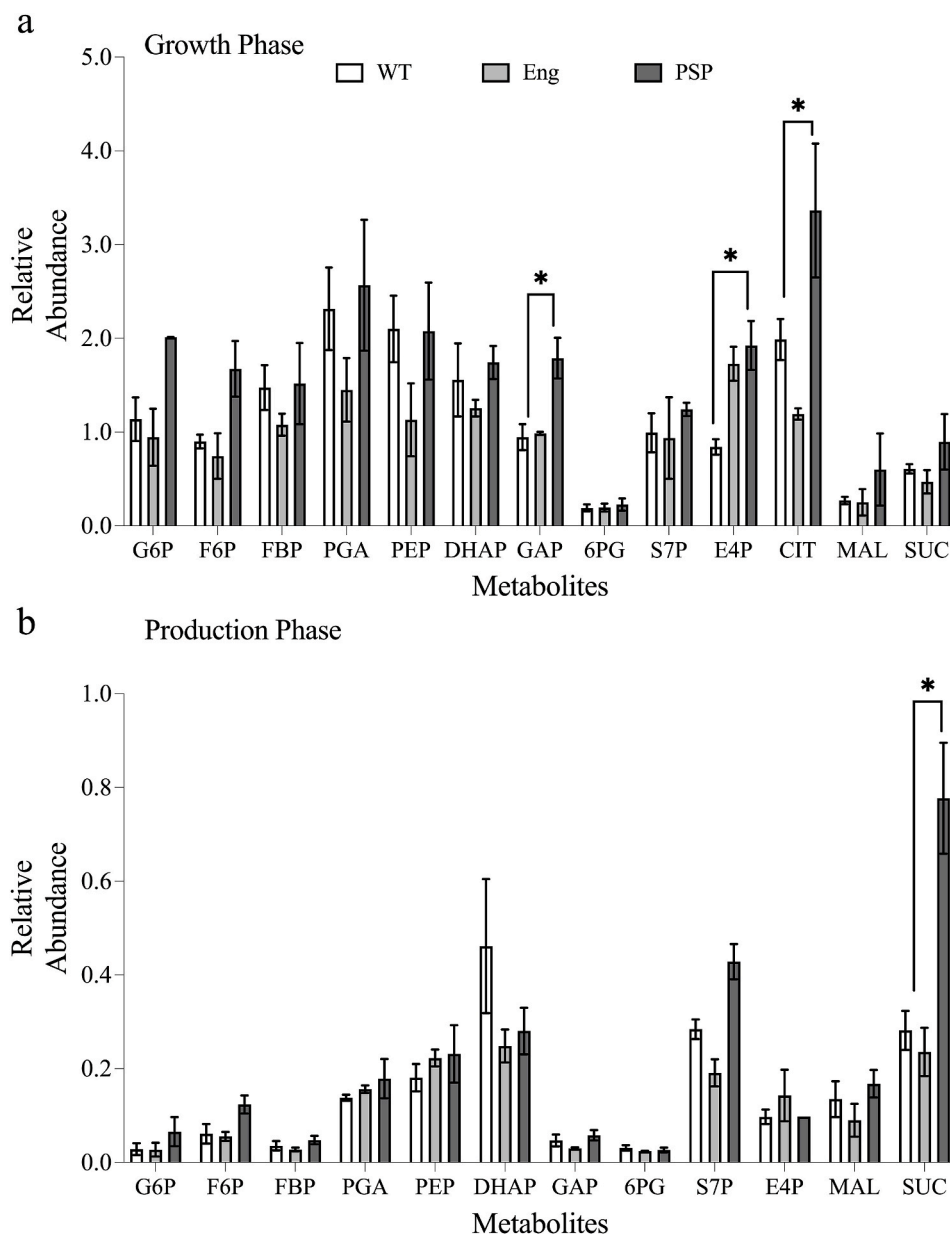 a
Growth Phase
5.0
WT Eng PSP
*
*
4.0
*
3.0
*
2.0
1.0
0.0
Relative
Abundance
G6P F6P FBP PGA PEP DHAP GAP 6PG S7P E4P CIT MAL SUC
Metabolites
b
Production Phase
*
1.0
0.8
0.6
0.4
0.2
0.0
Relative
Abundance
G6P F6P FBP PGA PEP DHAP GAP 6PG S7P E4P MAL SUC
Metabolites